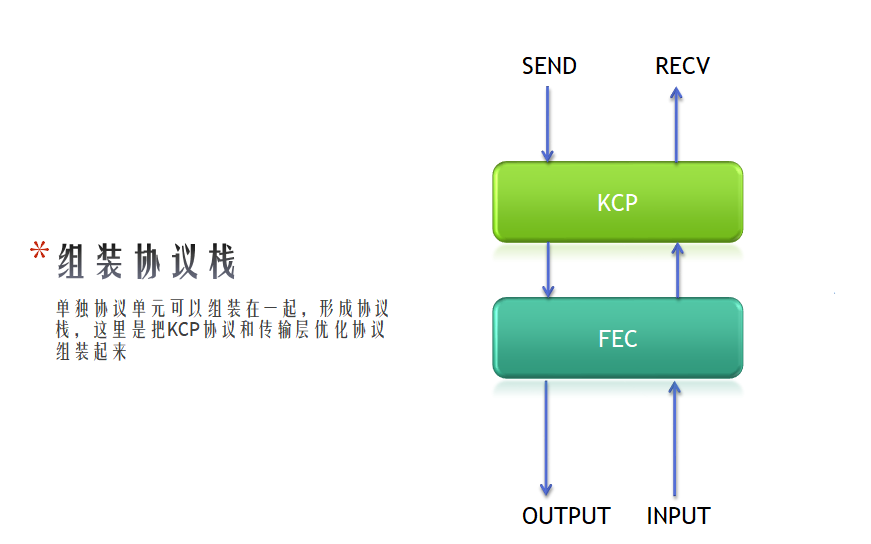 SEND RECV
KCP
*组装协议栈
单独协议单元可以组装在一起，形成协议
栈，这里是把KCP协议和传输层优化协议
组装起来
FEC
OUTPUT INPUT